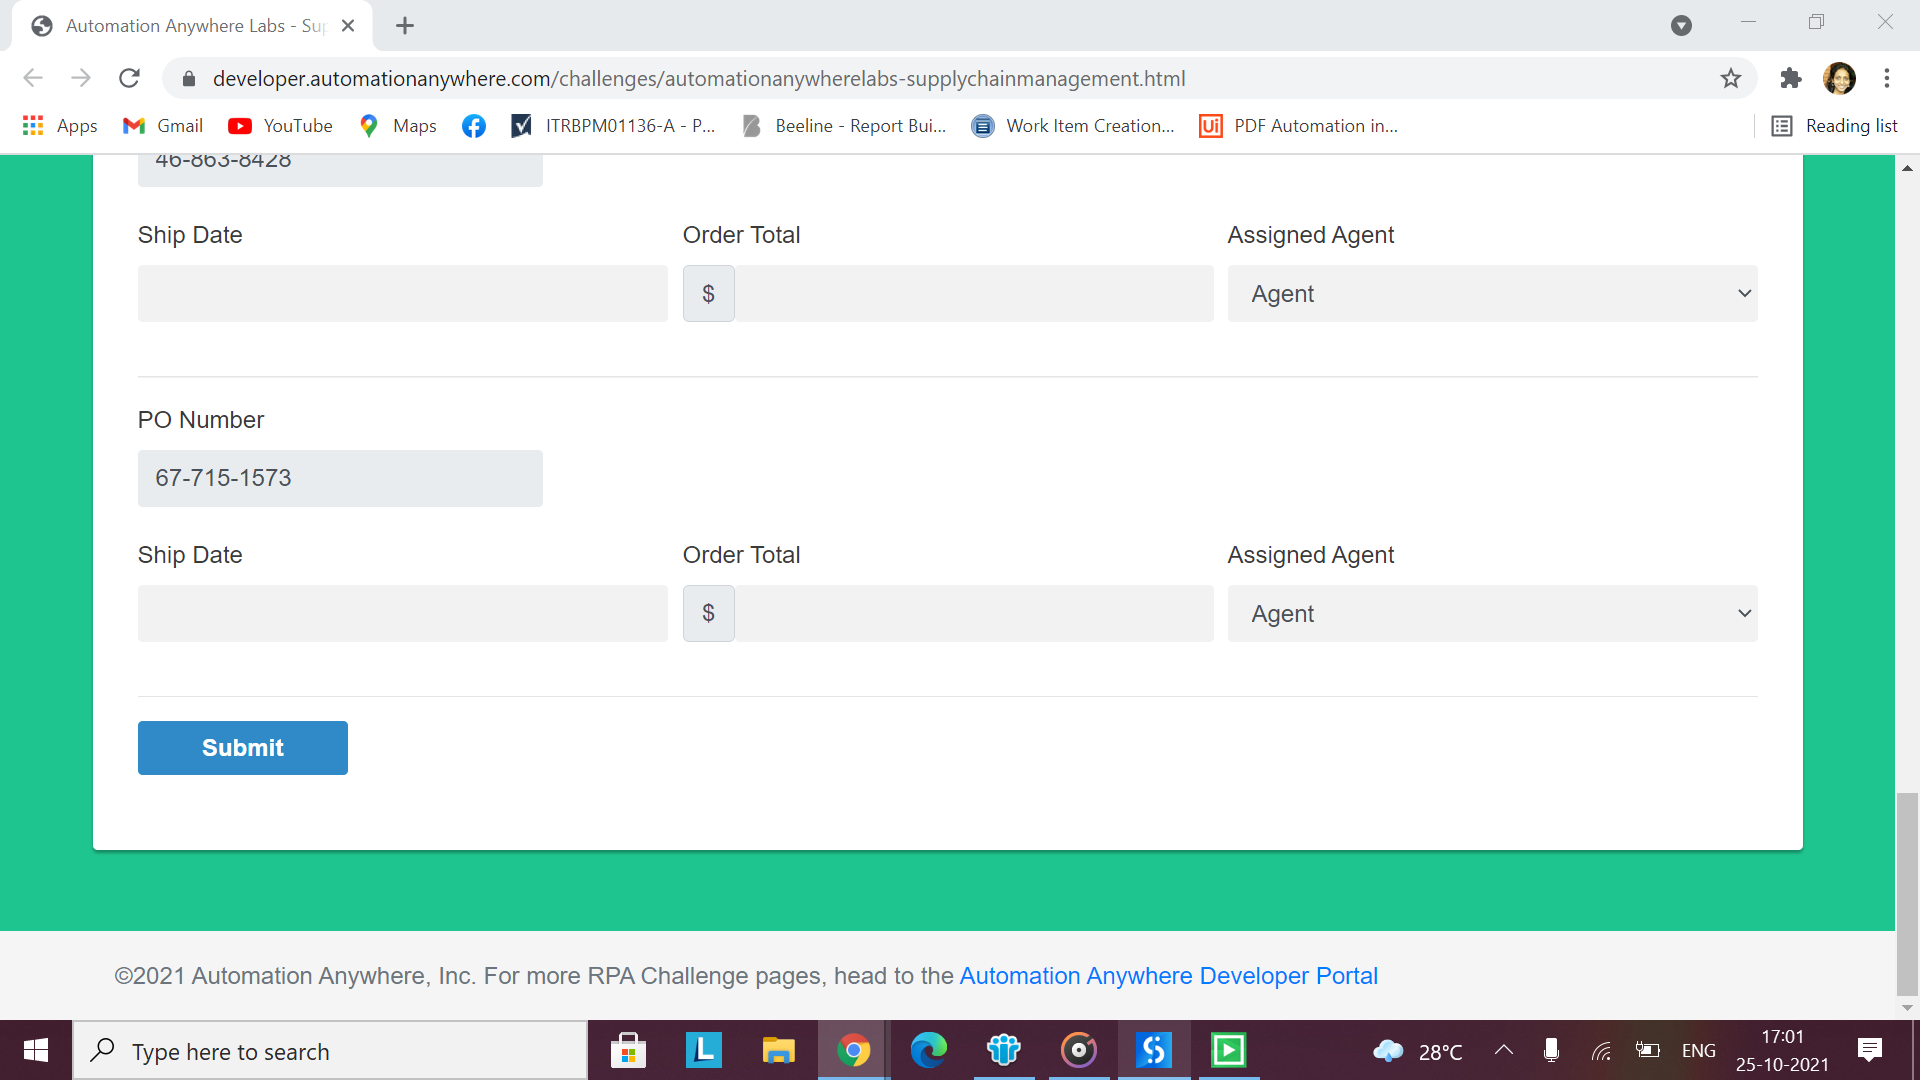 Automation Anywhere Labs - Sup
developer.automationanywhere.com/challenges/automationanywherelabs-supplychainmanagement.html
Apps Gmail YouTube Maps ITRBPM01136-A - P... Beeline - Report Bui... Work Item Creation... Ui PDF Automation in... Reading list
46-863-8428
Ship Date Order Total Assigned Agent
$ Agent
PO Number
67-715-1573
Ship Date Order Total Assigned Agent
$ Agent
Submit
©2021 Automation Anywhere, Inc. For more RPA Challenge pages, head to the Automation Anywhere Developer Portal
Type here to search L 28°C ENG 17:01
25-10-2021